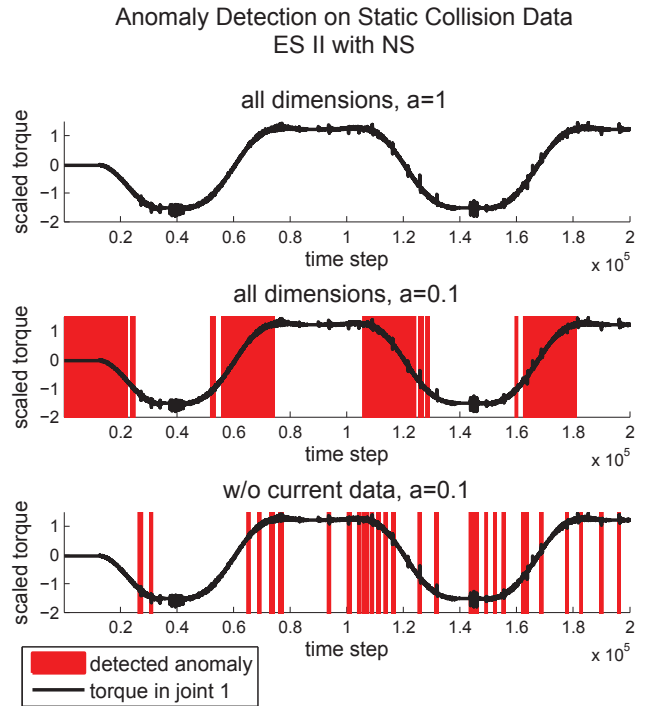 Anomaly Detection on Static Collision Data
ES II with NS
all dimensions, a=1
scaled torque
1
0
−1
−2
0.2 0.4 0.6 0.8 1 1.2 1.4 1.6 1.8 2
time step
x 10^5
all dimensions, a=0.1
scaled torque
1
0
−1
−2
0.2 0.4 0.6 0.8 1 1.2 1.4 1.6 1.8 2
time step
x 10^5
w/o current data, a=0.1
scaled torque
1
0
−1
−2
0.2 0.4 0.6 0.8 1 1.2 1.4 1.6 1.8 2
time step
x 10^5
detected anomaly
torque in joint 1